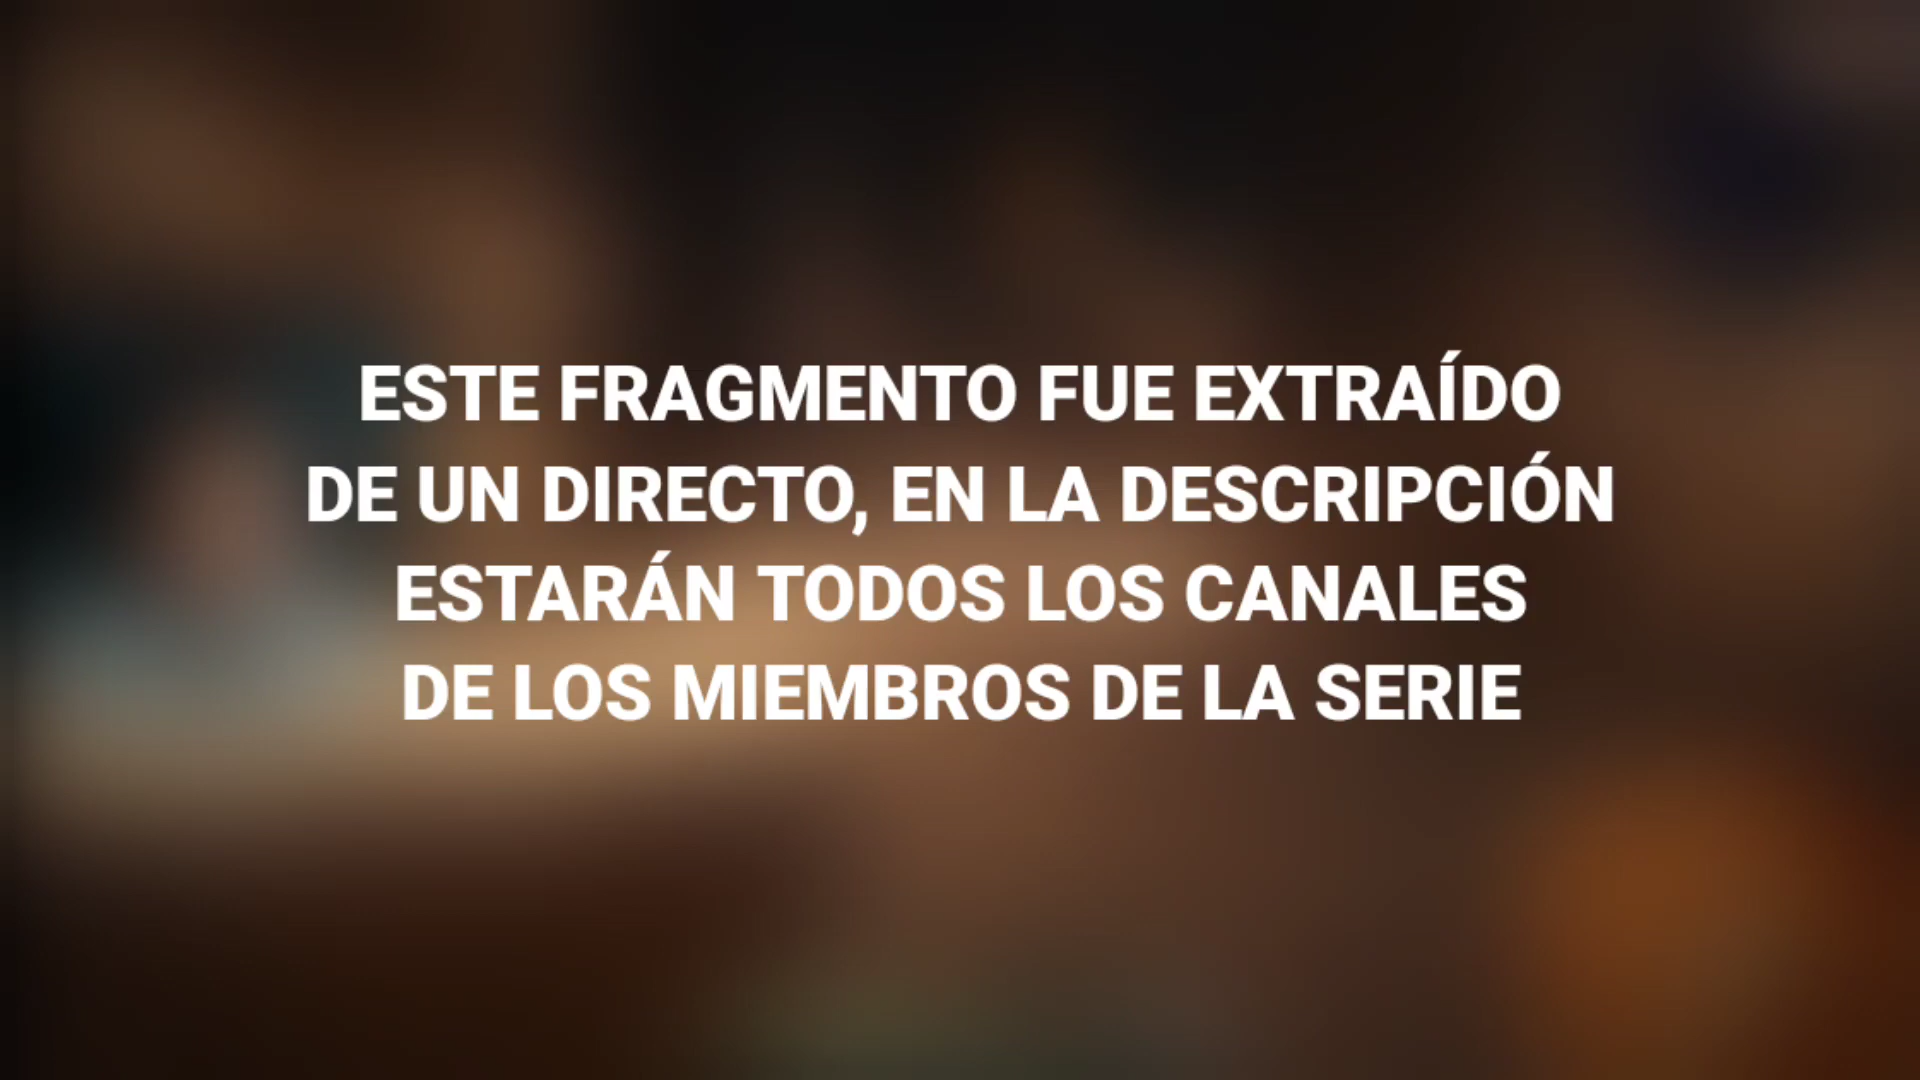 ESTE FRAGMENTO FUE EXTRAÍDO
DE UN DIRECTO, EN LA DESCRIPCIÓN
ESTARÁN TODOS LOS CANALES
DE LOS MIEMBROS DE LA SERIE